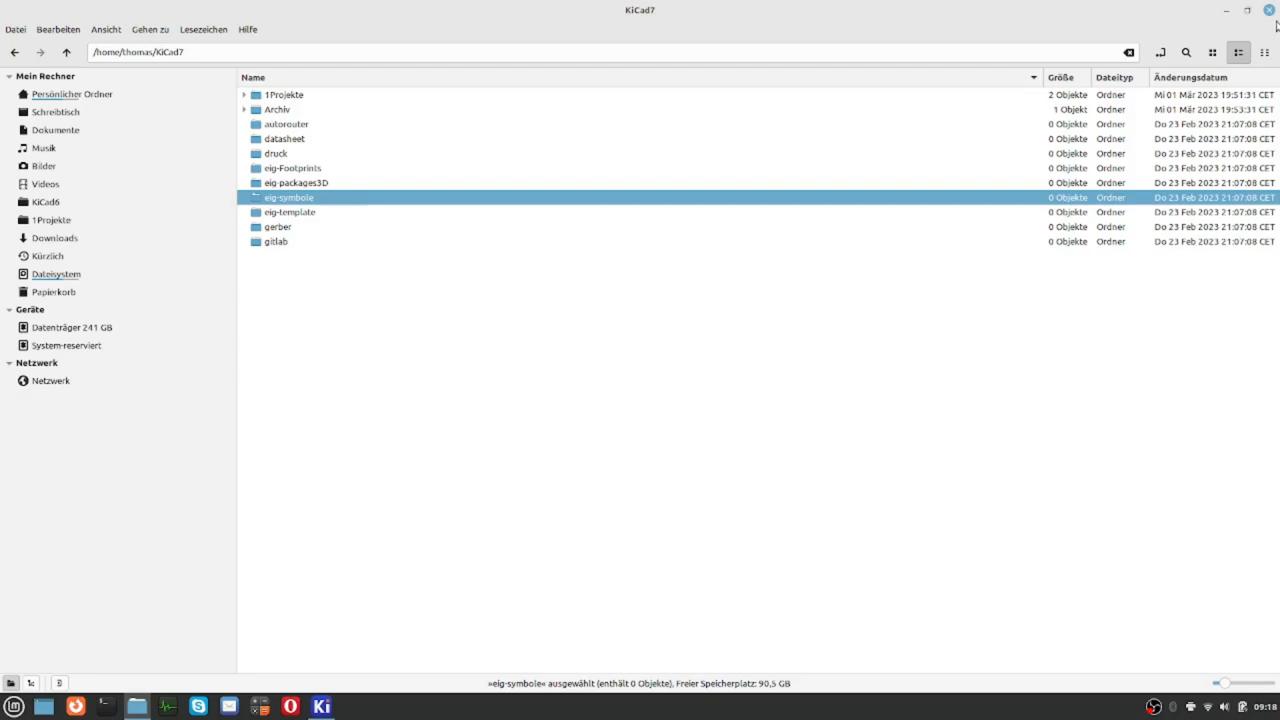 KiCad7
Datei Bearbeiten Ansicht Gehen zu Lesezeichen Hilfe
/home/thomas/KiCad7
Mein Rechner
Persönlicher Ordner
Schreibtisch
Dokumente
Musik
Bilder
Videos
KiCad6
1Projekte
Downloads
Kürzlich
Dateisystem
Papierkorb
Geräte
Datenträger 241 GB
System-reserviert
Netzwerk
Netzwerk
Name Größe Dateityp Änderungsdatum
1Projekte 2 Objekte Ordner Mi 01 Mär 2023 19:51:31 CET
Archiv 1 Objekt Ordner Mi 01 Mär 2023 19:53:31 CET
autorouter 0 Objekte Ordner Do 23 Feb 2023 21:07:08 CET
datasheet 0 Objekte Ordner Do 23 Feb 2023 21:07:08 CET
druck 0 Objekte Ordner Do 23 Feb 2023 21:07:08 CET
eig-Footprints 0 Objekte Ordner Do 23 Feb 2023 21:07:08 CET
eig-packages3D 0 Objekte Ordner Do 23 Feb 2023 21:07:08 CET
eig-symbole 0 Objekte Ordner Do 23 Feb 2023 21:07:08 CET
eig-template 0 Objekte Ordner Do 23 Feb 2023 21:07:08 CET
gerber 0 Objekte Ordner Do 23 Feb 2023 21:07:08 CET
gitlab 0 Objekte Ordner Do 23 Feb 2023 21:07:08 CET
»eig-symbole« ausgewählt (enthält 0 Objekte), Freier Speicherplatz: 90,5 GB
Ki
09:18